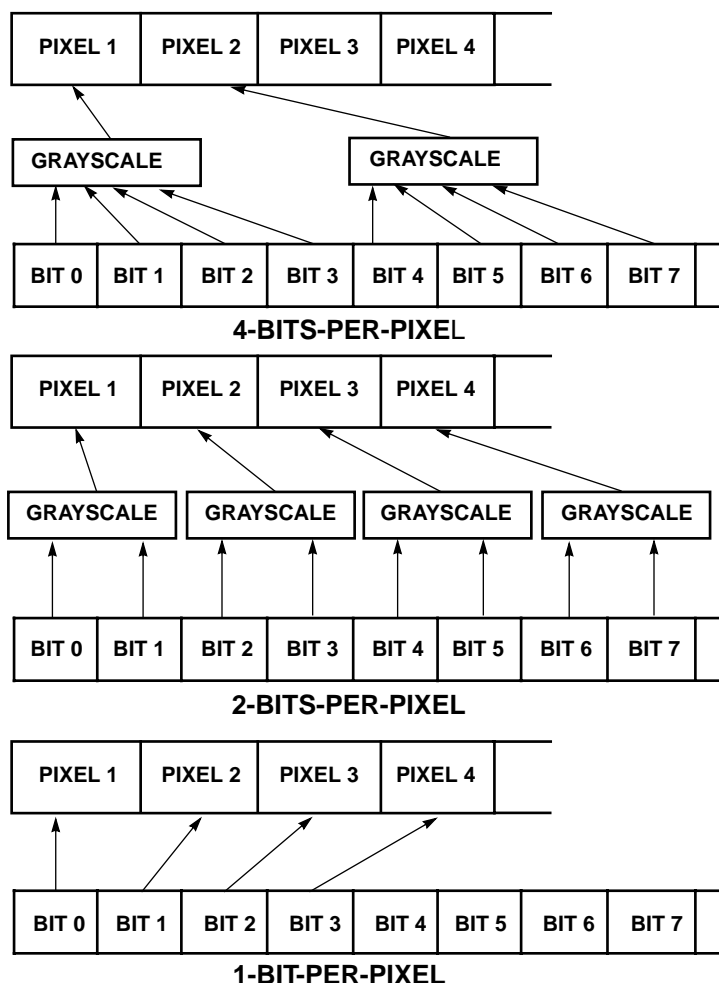 PIXEL 1 PIXEL 2 PIXEL 3 PIXEL 4
GRAYSCALE GRAYSCALE
BIT 0 BIT 1 BIT 2 BIT 3 BIT 4 BIT 5 BIT 6 BIT 7
4-BITS-PER-PIXEL
PIXEL 1 PIXEL 2 PIXEL 3 PIXEL 4
GRAYSCALE GRAYSCALE GRAYSCALE GRAYSCALE
BIT 0 BIT 1 BIT 2 BIT 3 BIT 4 BIT 5 BIT 6 BIT 7
2-BITS-PER-PIXEL
PIXEL 1 PIXEL 2 PIXEL 3 PIXEL 4
BIT 0 BIT 1 BIT 2 BIT 3 BIT 4 BIT 5 BIT 6 BIT 7
1-BIT-PER-PIXEL